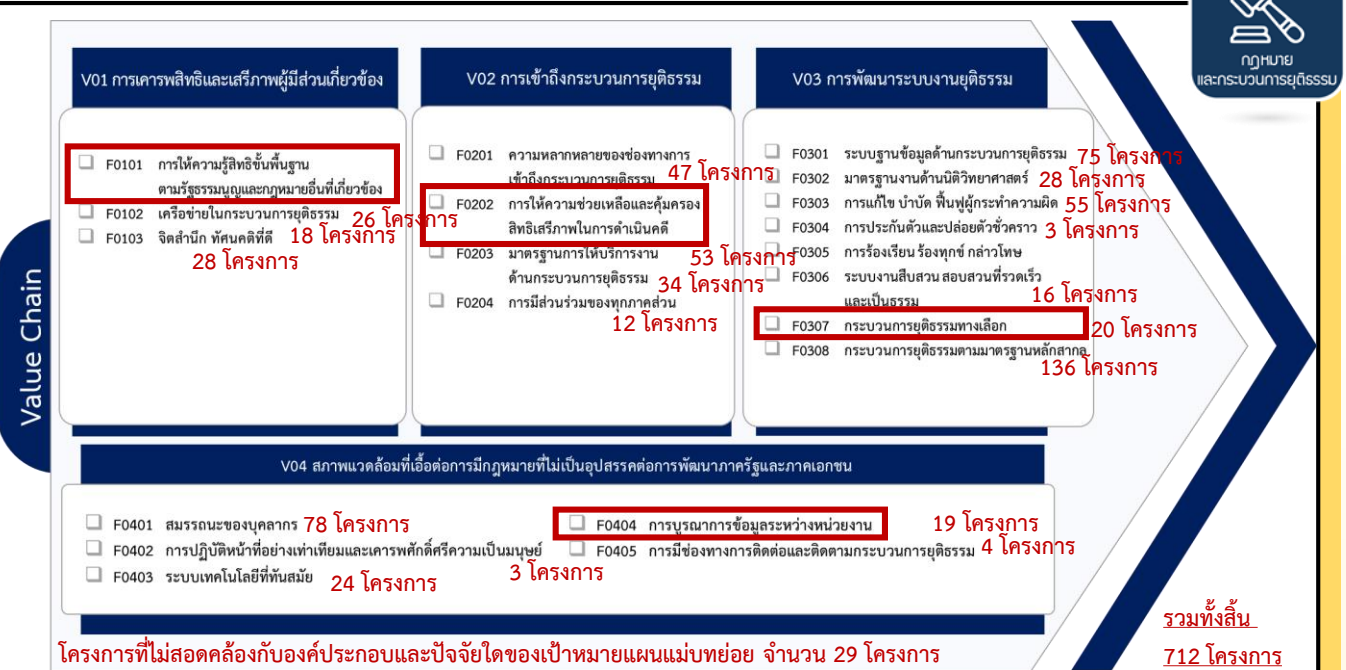 กฎหมาย
และกระบวนการยุติธรรม
Value Chain
V01 การเคารพสิทธิและเสรีภาพผู้มีส่วนเกี่ยวข้อง
F0101 การให้ความรู้สิทธิขั้นพื้นฐาน
ตามรัฐธรรมนูญและกฎหมายอื่นที่เกี่ยวข้อง
26 โครงการ
F0102 เครือข่ายในกระบวนการยุติธรรม
18 โครงการ
F0103 จิตสำนึก ทัศนคติที่ดี
28 โครงการ
V02 การเข้าถึงกระบวนการยุติธรรม
F0201 ความหลากหลายของช่องทางการ
เข้าถึงกระบวนการยุติธรรม 47 โครงการ
F0202 การให้ความช่วยเหลือและคุ้มครอง
สิทธิเสรีภาพในการดำเนินคดี
53 โครงการ
F0203 มาตรฐานการให้บริการงาน
ด้านกระบวนการยุติธรรม 34 โครงการ
F0204 การมีส่วนร่วมของทุกภาคส่วน
12 โครงการ
V03 การพัฒนาระบบงานยุติธรรม
F0301 ระบบฐานข้อมูลด้านกระบวนการยุติธรรม 75 โครงการ
F0302 มาตรฐานงานด้านนิติวิทยาศาสตร์ 28 โครงการ
F0303 การแก้ไข บำบัด ฟื้นฟูผู้กระทำความผิด 55 โครงการ
F0304 การประกันตัวและปล่อยตัวชั่วคราว 3 โครงการ
F0305 การร้องเรียน ร้องทุกข์ กล่าวโทษ
F0306 ระบบงานสืบสวน สอบสวนที่รวดเร็ว
และเป็นธรรม 16 โครงการ
F0307 กระบวนการยุติธรรมทางเลือก 20 โครงการ
F0308 กระบวนการยุติธรรมตามมาตรฐานหลักสากล
136 โครงการ
V04 สภาพแวดล้อมที่เอื้อต่อการมีกฎหมายที่ไม่เป็นอุปสรรคต่อการพัฒนาภาครัฐและภาคเอกชน
F0401 สมรรถนะของบุคลากร 78 โครงการ
F0402 การปฏิบัติหน้าที่อย่างเท่าเทียมและเคารพศักดิ์ศรีความเป็นมนุษย์
3 โครงการ
F0403 ระบบเทคโนโลยีที่ทันสมัย 24 โครงการ
F0404 การบูรณาการข้อมูลระหว่างหน่วยงาน 19 โครงการ
F0405 การมีช่องทางการติดต่อและติดตามกระบวนการยุติธรรม 4 โครงการ
โครงการที่ไม่สอดคล้องกับองค์ประกอบและปัจจัยใดของเป้าหมายแผนแม่บทย่อย จำนวน 29 โครงการ
รวมทั้งสิ้น
712 โครงการ